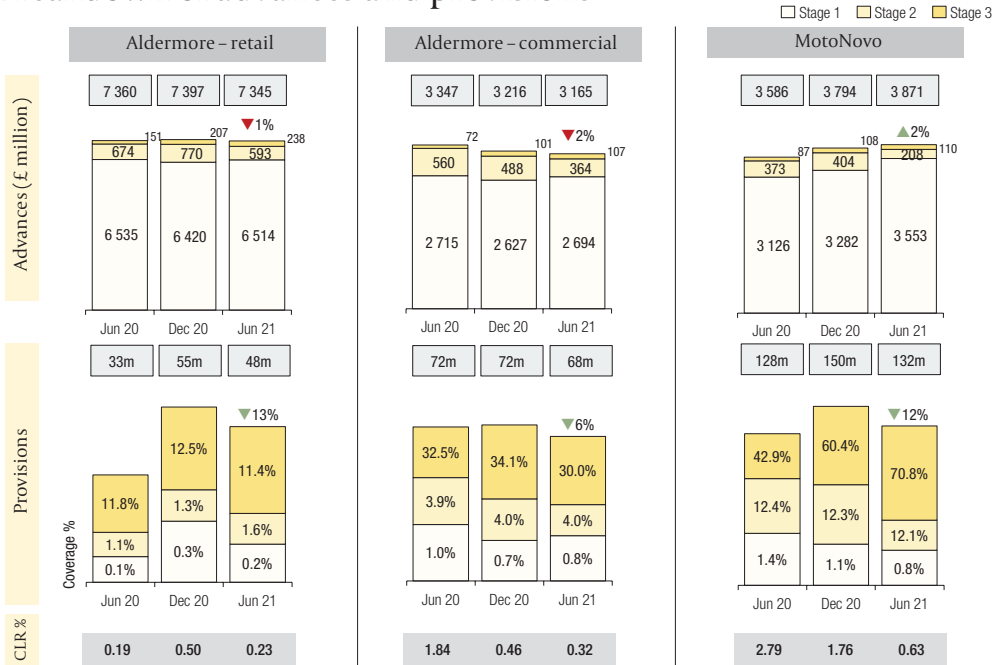 Stage 1 Stage 2 Stage 3
Aldermore – retail
Aldermore – commercial
MotoNovo
Advances (£ million)
7 360 7 397 7 345
3 347 3 216 3 165
3 586 3 794 3 871
151 207 ▼1% 238
674 770 593
6 535 6 420 6 514
Jun 20 Dec 20 Jun 21
72 101 ▼2% 107
560 488 364
2 715 2 627 2 694
Jun 20 Dec 20 Jun 21
87 108 ▲2% 110
373 404 208
3 126 3 282 3 553
Jun 20 Dec 20 Jun 21
Provisions
33m 55m 48m
72m 72m 68m
128m 150m 132m
Coverage %
▼13%
11.8% 12.5% 11.4%
1.1% 1.3% 1.6%
0.1% 0.3% 0.2%
Jun 20 Dec 20 Jun 21
▼6%
32.5% 34.1% 30.0%
3.9% 4.0% 4.0%
1.0% 0.7% 0.8%
Jun 20 Dec 20 Jun 21
▼12%
42.9% 60.4% 70.8%
12.4% 12.3% 12.1%
1.4% 1.1% 0.8%
Jun 20 Dec 20 Jun 21
CLR %
0.19 0.50 0.23
1.84 0.46 0.32
2.79 1.76 0.63